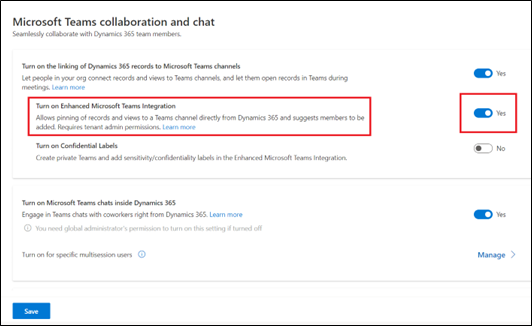 Microsoft Teams collaboration and chat
Seamlessly collaborate with Dynamics 365 team members.
Turn on the linking of Dynamics 365 records to Microsoft Teams channels
Let people in your org connect records and views to Teams channels, and let them open records in Teams during
meetings. Learn more
Yes
Turn on Enhanced Microsoft Teams Integration
Allows pinning of records and views to a Teams channel directly from Dynamics 365 and suggests members to be
added. Requires tenant admin permissions. Learn more
Yes
Turn on Confidential Labels
Create private Teams and add sensitivity/confidentiality labels in the Enhanced Microsoft Teams Integration.
No
Turn on Microsoft Teams chats inside Dynamics 365
Engage in Teams chats with coworkers right from Dynamics 365. Learn more
Yes
You need global administrator's permission to turn on this setting if turned off
Turn on for specific multisession users
Manage
Save